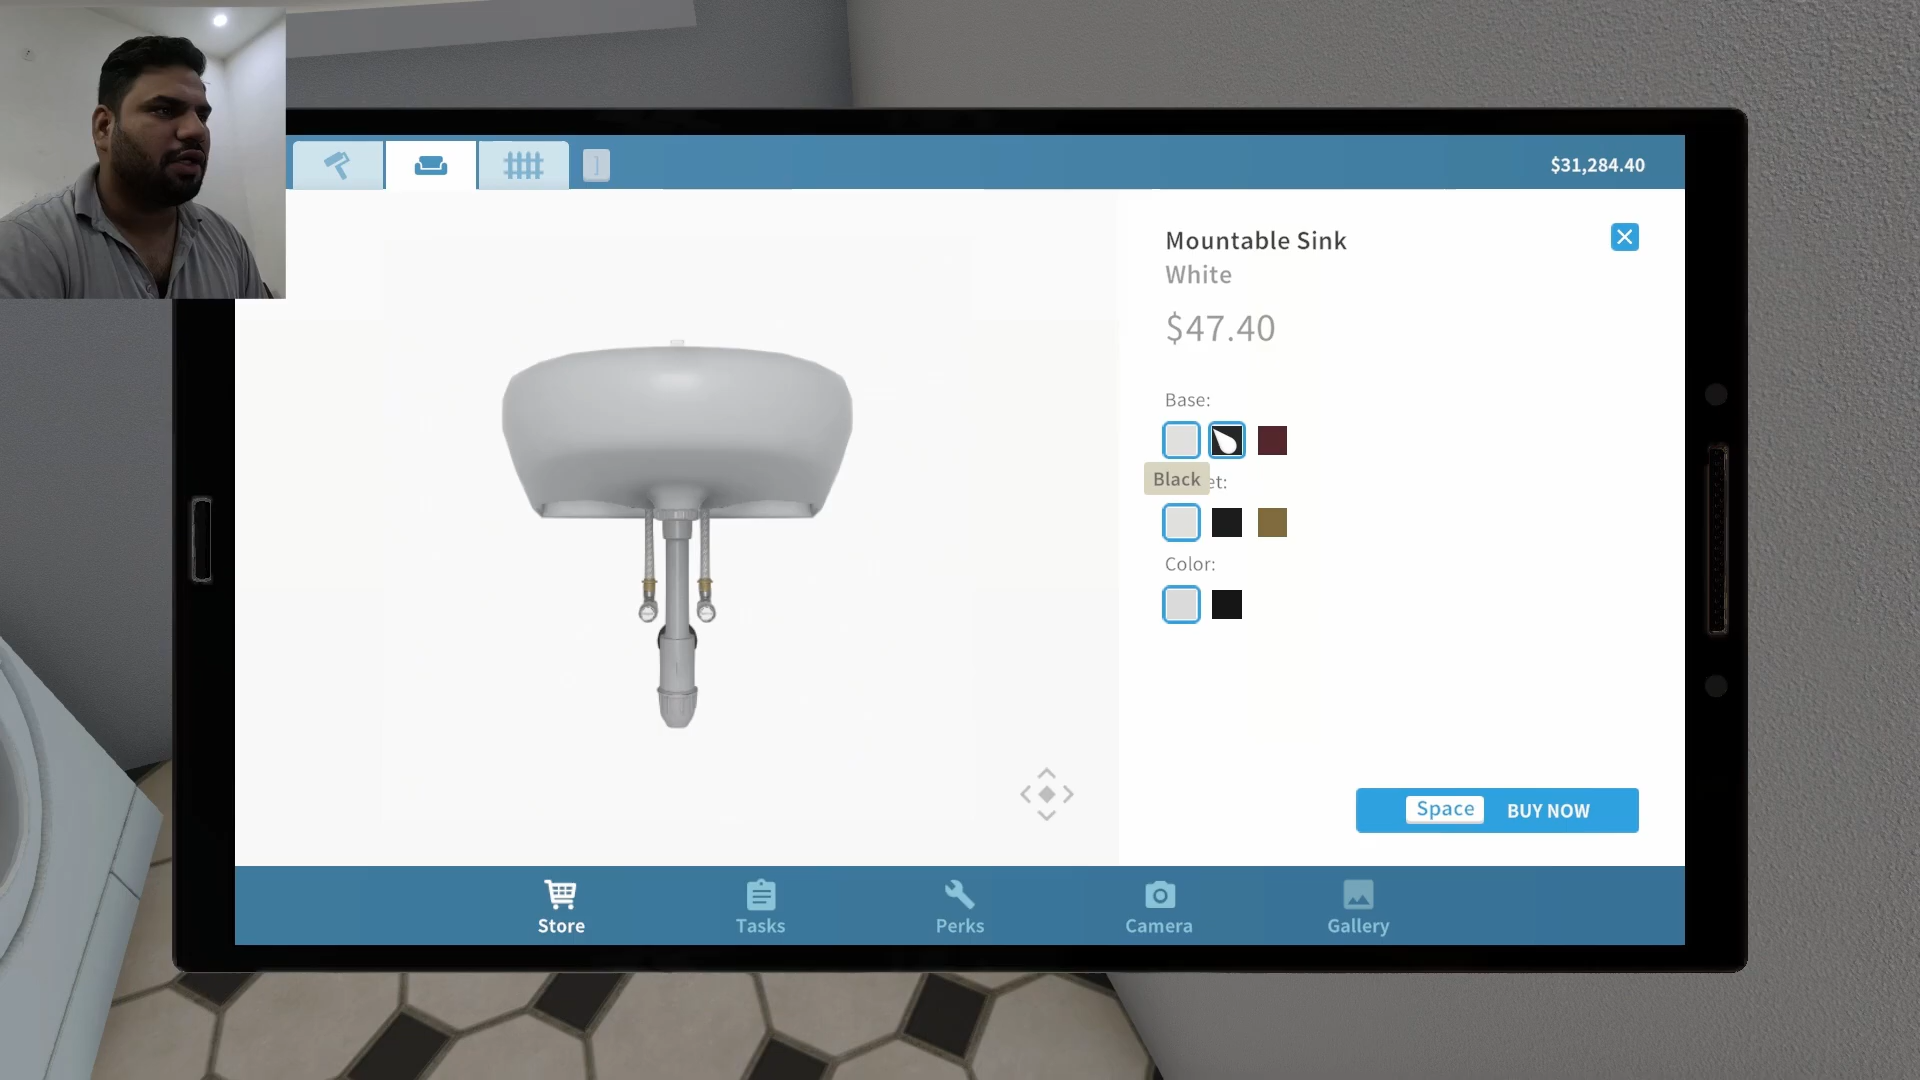 ]
$31,284.40
Mountable Sink
White
$47.40
Base:
Black
et:
Color:
Space BUY NOW
Store
Tasks
Perks
Camera
Gallery